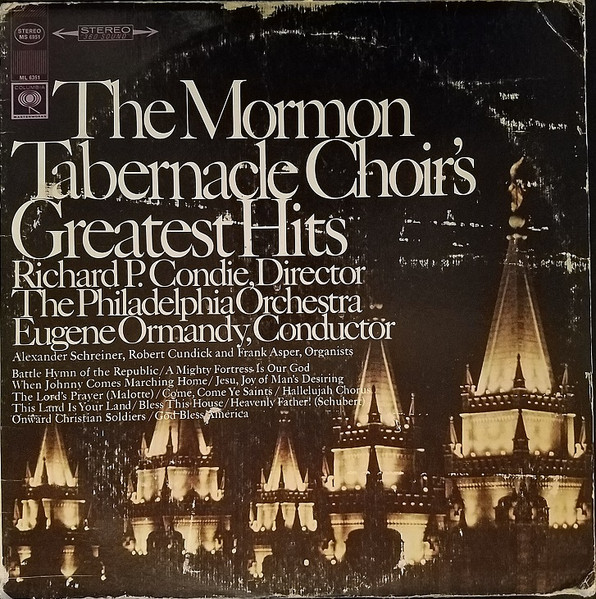 STEREO
MS 6951
STEREO
360 SOUND
ML 6351
COLUMBIA
MASTERWORKS
The Mormon
Tabernacle Choir's
Greatest Hits
Richard P. Condie, Director
The Philadelphia Orchestra
Eugene Ormandy, Conductor
Alexander Schreiner, Robert Cundick and Frank Asper, Organists
Battle Hymn of the Republic/A Mighty Fortress Is Our God
When Johnny Comes Marching Home/Jesu, Joy of Man's Desiring
The Lord's Prayer (Malotte)/Come, Come Ye Saints/Hallelujah Chorus
This Land Is Your Land/Bless This House/Heavenly Father! (Schubert)
Onward Christian Soldiers/God Bless America